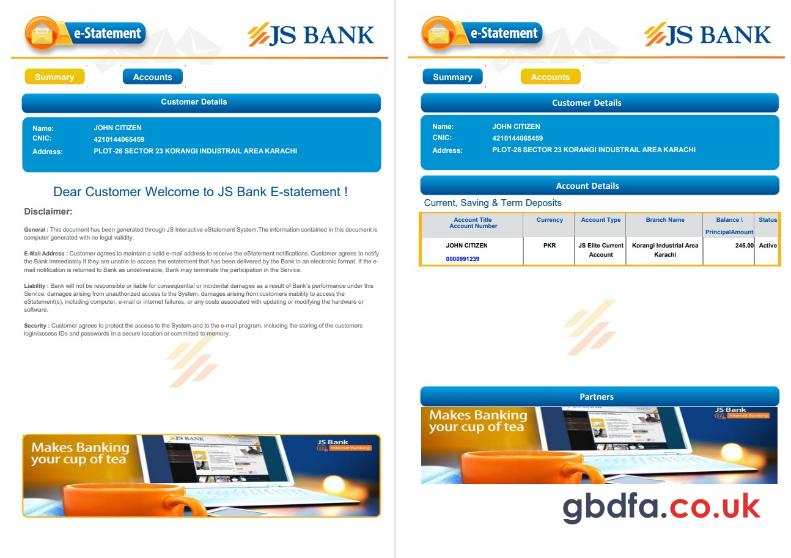 e-Statement
JS BANK
Summary
Accounts
Customer Details
Name: JOHN CITIZEN
CNIC: 4210144065459
Address: PLOT-26 SECTOR 23 KORANGI INDUSTRAIL AREA KARACHI
Dear Customer Welcome to JS Bank E-statement !
Disclaimer:
General : This document has been generated through JS Interactive eStatement System.The information contained in this document is
computer generated with no legal validity.
E-Mail Address : Customer agrees to maintain a valid e-mail address to receive the eStatement notifications. Customer agrees to notify
the Bank immediately if they are unable to access the estatement that has been delivered by the Bank in an electronic format. If the e-
mail notification is returned to Bank as undeliverable, Bank may terminate the participation in the Service.
Liability : Bank will not be responsible or liable for consequential or incidental damages as a result of Bank's performance under this
Service, damages arising from unauthorized access to the System, damages arising from customers inability to access the
eStatement(s), including computer, e-mail or internet failures, or any costs associated with updating or modifying the hardware or
software.
Security : Customer agrees to protect the access to the System and to the e-mail program, including the storing of the customers
login/access IDs and passwords in a secure location or committed to memory.
Makes Banking
your cup of tea
JS BANK
JS Bank
Internet Banking
e-Statement
JS BANK
Summary
Accounts
Customer Details
Name: JOHN CITIZEN
CNIC: 4210144065459
Address: PLOT-26 SECTOR 23 KORANGI INDUSTRAIL AREA KARACHI
Account Details
Current, Saving & Term Deposits
Account Title Currency Account Type Branch Name Balance \ Status
Account Number PrincipalAmount
JOHN CITIZEN PKR JS Elite Current Korangi Industrial Area 245.00 Active
Account Karachi
0000991239
Partners
Makes Banking
your cup of tea
JS BANK
JS Bank
Internet Banking
gbdfa.co.uk